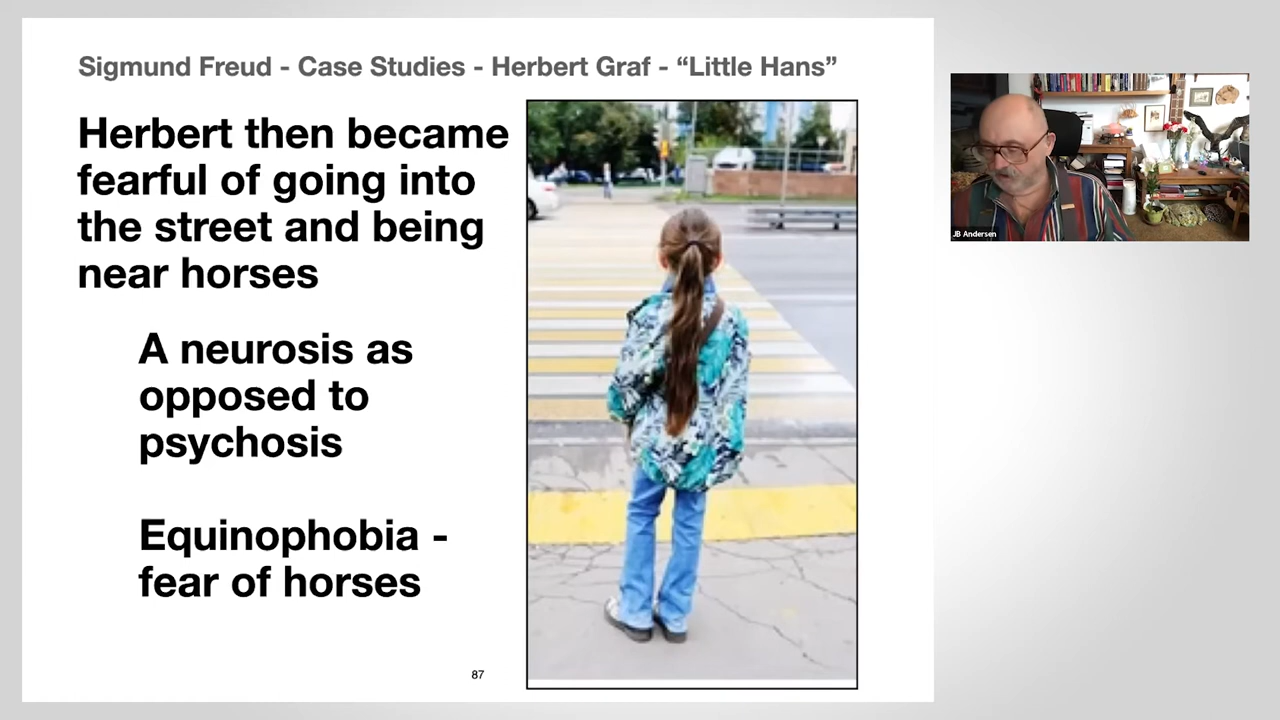 Sigmund Freud - Case Studies - Herbert Graf - “Little Hans”
Herbert then became
fearful of going into
the street and being
near horses
A neurosis as
opposed to
psychosis
Equinophobia -
fear of horses
87
JB Andersen